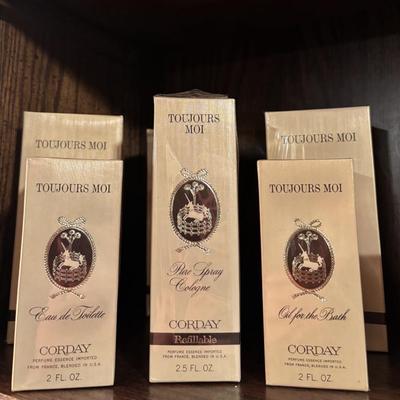 TOUJOURS MOI
TOUJOURS MOI
Eau de Toilette
CORDAY
PERFUME ESSENCE IMPORTED
FROM FRANCE, BLENDED IN U.S.A.
2 FL. OZ.
TOUJOURS MOI
Pure Spray
Cologne
CORDAY
Refillable
PERFUME ESSENCE IMPORTED
FROM FRANCE, BLENDED IN U.S.A.
2.5 FL. OZ.
TOUJOURS MOI
TOUJOURS MOI
Oil for the Bath
CORDAY
PERFUME ESSENCE IMPORTED
FROM FRANCE, BLENDED IN U.S.A.
2 FL. OZ.